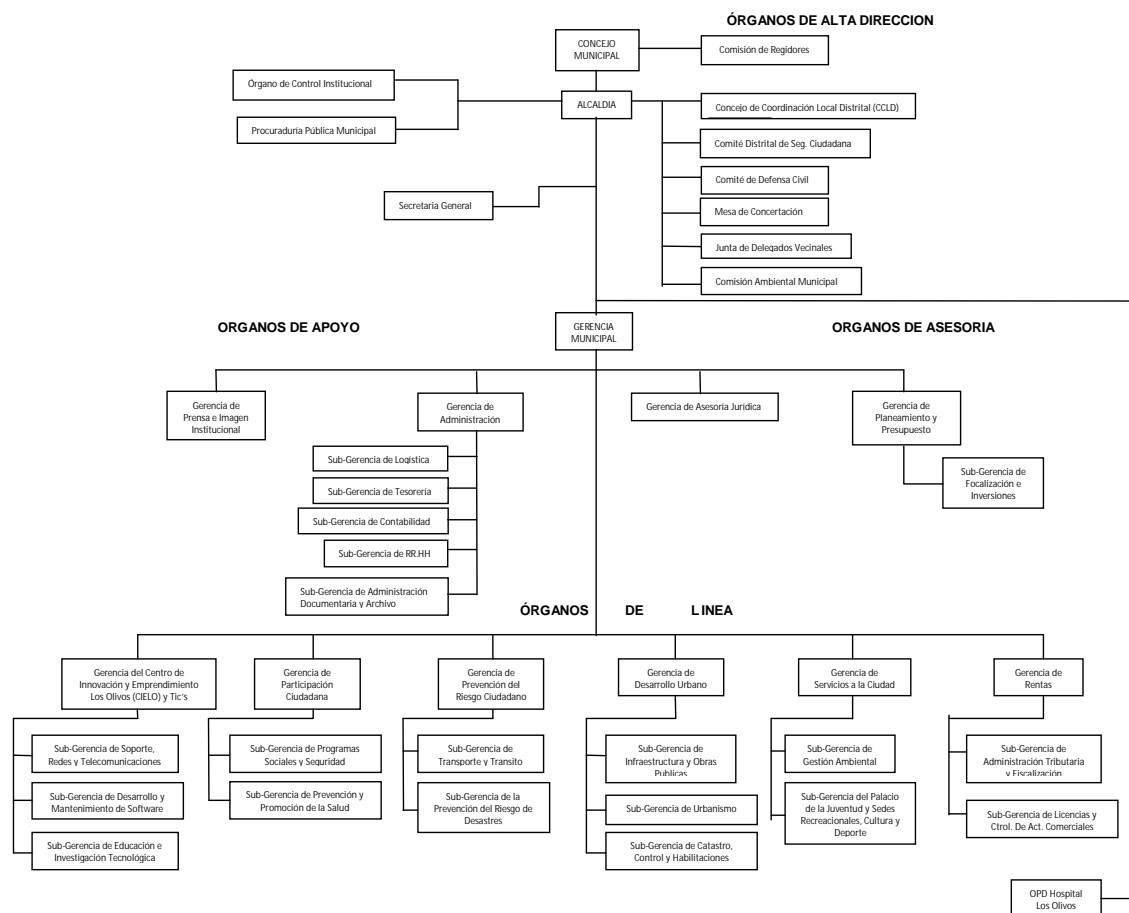 ÓRGANOS DE ALTA DIRECCION
CONCEJO
MUNICIPAL
Comisión de Regidores
Órgano de Control Institucional
ALCALDIA
Concejo de Coordinación Local Distrital (CCLD)
Procuraduría Pública Municipal
Comité Distrital de Seg. Ciudadana
Comité de Defensa Civil
Secretaria General
Mesa de Concertación
Junta de Delegados Vecinales
Comisión Ambiental Municipal
ORGANOS DE APOYO
GERENCIA
MUNICIPAL
ORGANOS DE ASESORIA
Gerencia de
Prensa e Imagen
Institucional
Gerencia de
Administración
Gerencia de Asesoría Jurídica
Gerencia de
Planeamiento y
Presupuesto
Sub-Gerencia de Logística
Sub-Gerencia de Tesorería
Sub-Gerencia de Contabilidad
Sub-Gerencia de RR.HH
Sub-Gerencia de Administración
Documentaria y Archivo
Sub-Gerencia de
Focalización e
Inversiones
ÓRGANOS DE LINEA
Gerencia del Centro de
Innovación y Emprendimiento
Los Olivos (CIELO) y Tic's
Gerencia de
Participación
Ciudadana
Gerencia de
Prevención del
Riesgo Ciudadano
Gerencia de
Desarrollo Urbano
Gerencia de
Servicios a la Ciudad
Gerencia de
Rentas
Sub-Gerencia de Soporte,
Redes y Telecomunicaciones
Sub-Gerencia de Desarrollo y
Mantenimiento de Software
Sub-Gerencia de Educación e
Investigación Tecnológica
Sub-Gerencia de Programas
Sociales y Seguridad
Sub-Gerencia de Prevención y
Promoción de la Salud
Sub-Gerencia de
Transporte y Transito
Sub-Gerencia de la
Prevención del Riesgo de
Desastres
Sub-Gerencia de
Infraestructura y Obras
Publicas
Sub-Gerencia de Urbanismo
Sub-Gerencia de Catastro,
Control y Habilitaciones
Sub-Gerencia de
Gestión Ambiental
Sub-Gerencia del Palacio
de la Juventud y Sedes
Recreacionales, Cultura y
Deporte
Sub-Gerencia de
Administración Tributaria
y Fiscalización
Sub-Gerencia de Licencias y
Ctrol. De Act. Comerciales
OPD Hospital
Los Olivos